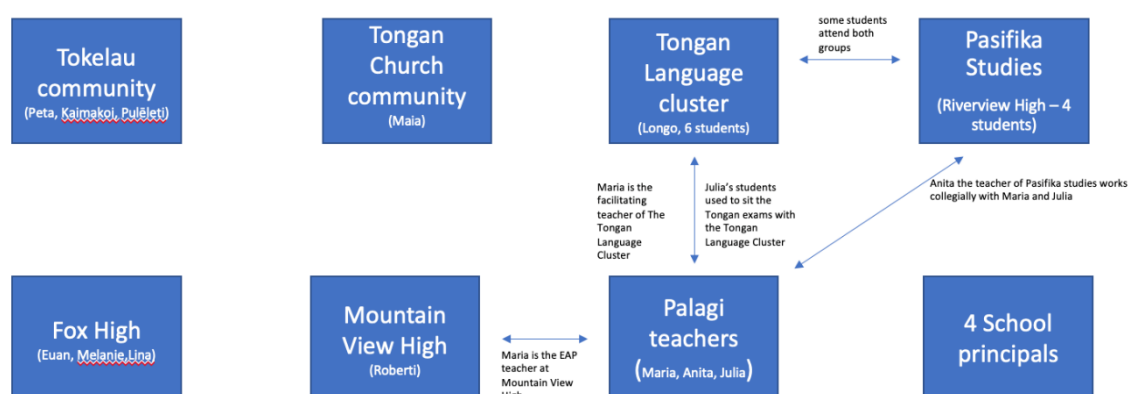 Tokelau
community
(Peta, Kaimakoi, Pulēleti)
Tongan
Church
community
(Maia)
Tongan
Language
cluster
(Longo, 6 students)
some students
attend both
groups
Pasifika
Studies
(Riverview High – 4
students)
Maria is the
facilitating
teacher of The
Tongan
Language
Cluster
Julia's students
used to sit the
Tongan exams with
the Tongan
Language Cluster
Anita the teacher of Pasifika studies works
collegially with Maria and Julia
Fox High
(Euan, Melanie,Lina)
Mountain
View High
(Roberti)
Maria is the EAP
teacher at
Mountain View
Palagi
teachers
(Maria, Anita, Julia)
4 School
principals